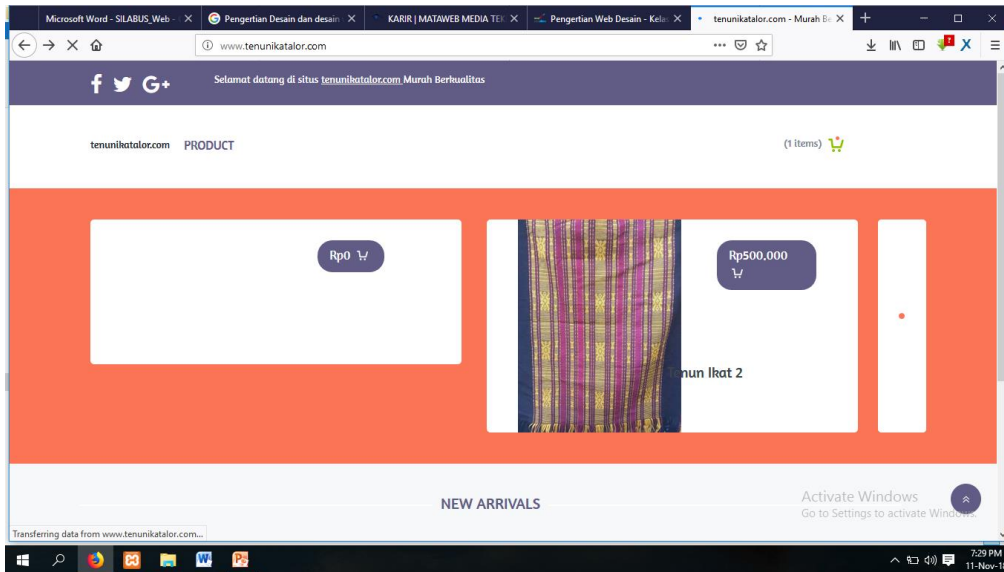 Microsoft Word - SILABUS_Web -
Pengertian Desain dan desain
KARIR | MATAWEB MEDIA TEK
Pengertian Web Desain - Kelas
tenunikatalor.com - Murah Be
www.tenunikatalor.com
f G+ Selamat datang di situs tenunikatalor.com Murah Berkualitas
tenunikatalor.com PRODUCT (1 items)
Rp0
Rp500,000
Tenun Ikat 2
NEW ARRIVALS
Activate Windows
Go to Settings to activate Windows.
Transferring data from www.tenunikatalor.com...
7:29 PM
11-Nov-18